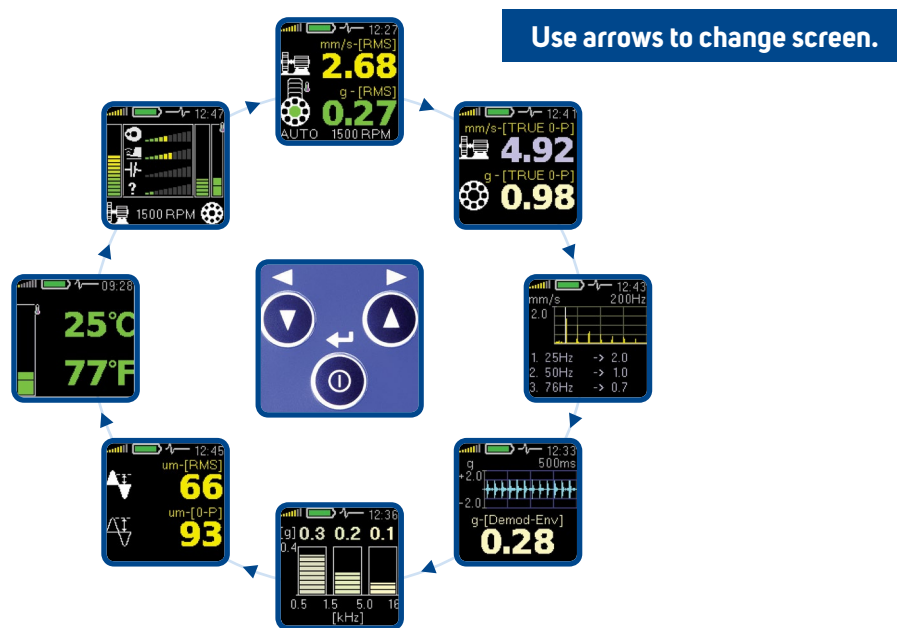 Use arrows to change screen.
12:27
mm/s-[RMS]
2.68
g - [RMS]
0.27
AUTO 1500 RPM
12:41
mm/s-[TRUE 0-P]
4.92
g - [TRUE 0-P]
0.98
12:43
mm/s 200Hz
2.0
1. 25Hz -> 2.0
2. 50Hz -> 1.0
3. 76Hz -> 0.7
12:33
g 500ms
+2.0
-2.0
g-[Demod-Env]
0.28
12:36
[g] 0.3 0.2 0.1
0.4
0.5 1.5 5.0 16
[kHz]
12:45
um-[RMS]
66
um-[0-P]
93
09:28
25°C
77°F
12:47
?
1500 RPM